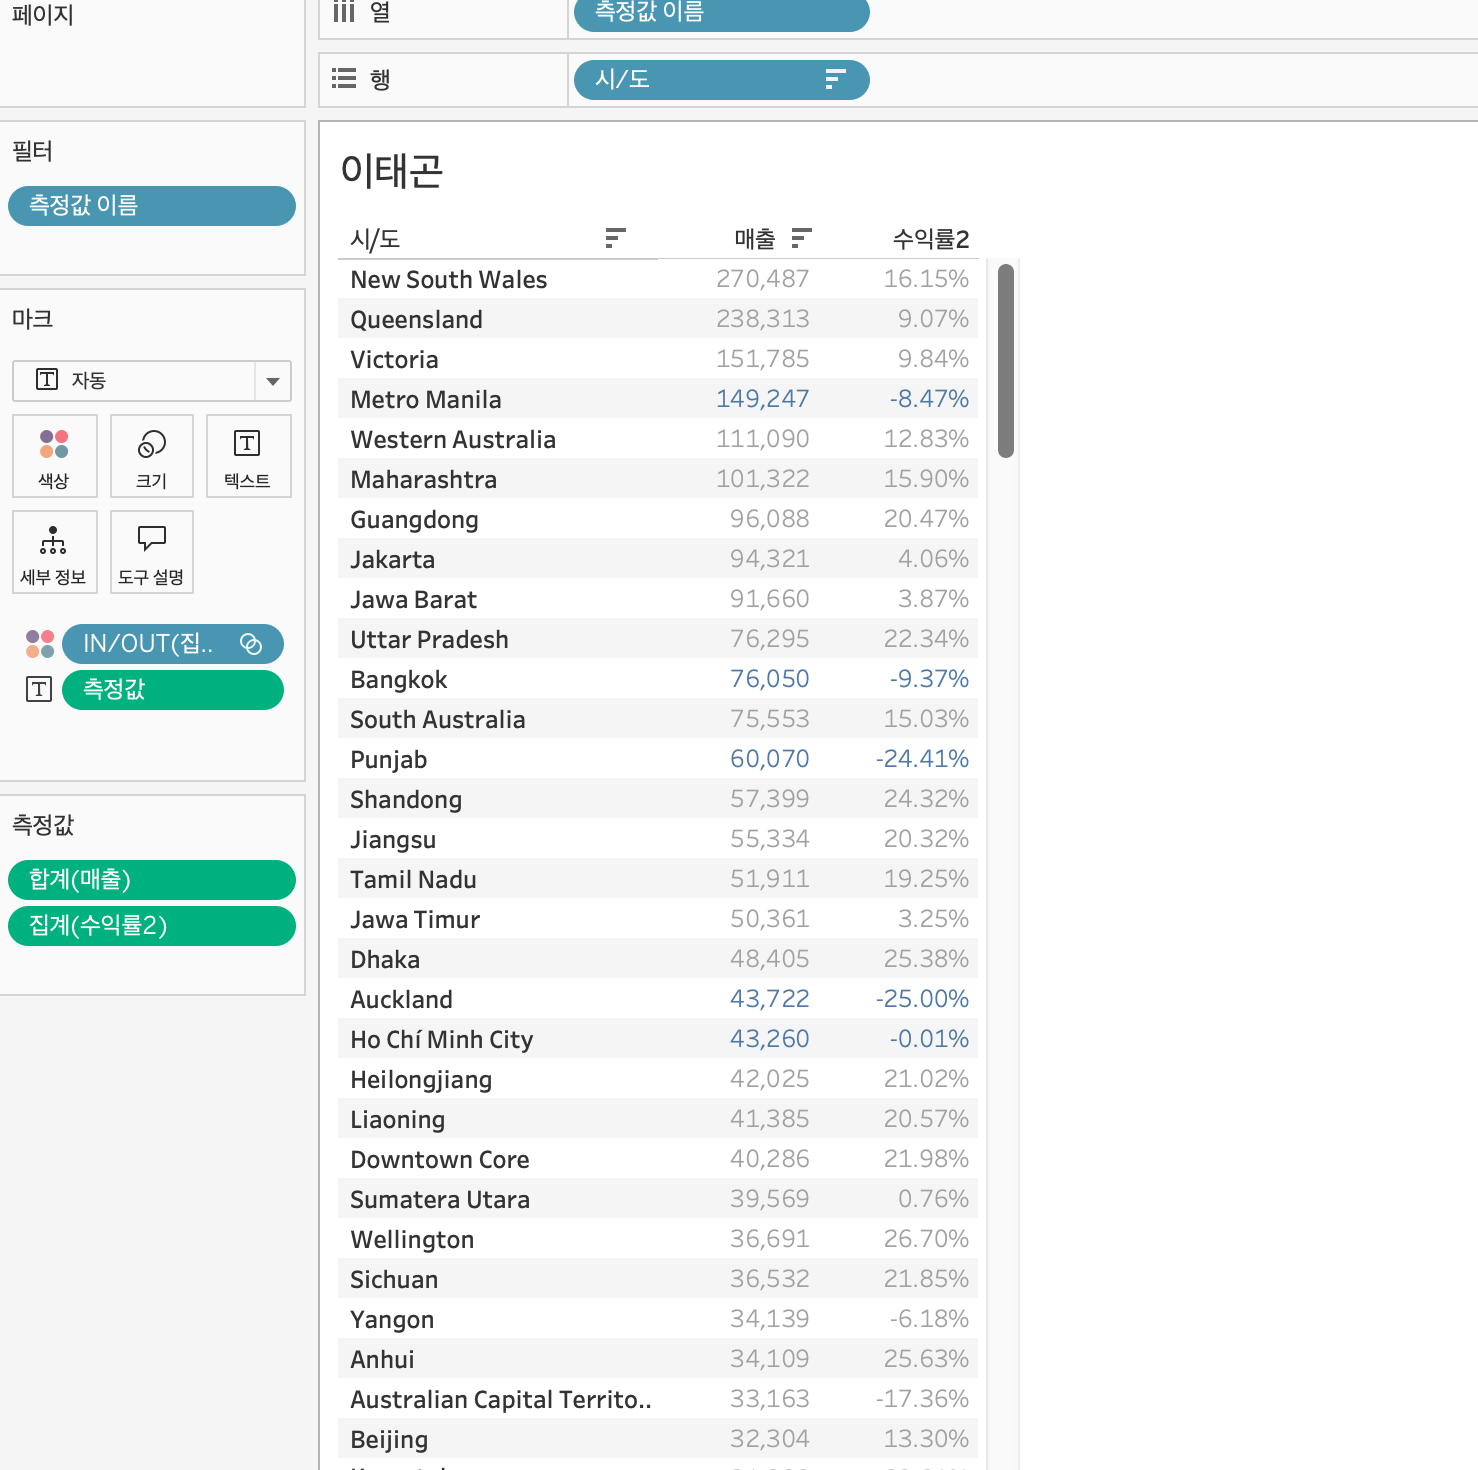 페이지
열
측정값 이름
행
시/도
필터
측정값 이름
마크
자동
색상
크기
텍스트
세부 정보
도구 설명
IN/OUT(집..
측정값
측정값
합계(매출)
집계(수익률2)
이태곤
시/도 매출 수익률2
New South Wales 270,487 16.15%
Queensland 238,313 9.07%
Victoria 151,785 9.84%
Metro Manila 149,247 -8.47%
Western Australia 111,090 12.83%
Maharashtra 101,322 15.90%
Guangdong 96,088 20.47%
Jakarta 94,321 4.06%
Jawa Barat 91,660 3.87%
Uttar Pradesh 76,295 22.34%
Bangkok 76,050 -9.37%
South Australia 75,553 15.03%
Punjab 60,070 -24.41%
Shandong 57,399 24.32%
Jiangsu 55,334 20.32%
Tamil Nadu 51,911 19.25%
Jawa Timur 50,361 3.25%
Dhaka 48,405 25.38%
Auckland 43,722 -25.00%
Ho Chí Minh City 43,260 -0.01%
Heilongjiang 42,025 21.02%
Liaoning 41,385 20.57%
Downtown Core 40,286 21.98%
Sumatera Utara 39,569 0.76%
Wellington 36,691 26.70%
Sichuan 36,532 21.85%
Yangon 34,139 -6.18%
Anhui 34,109 25.63%
Australian Capital Territo.. 33,163 -17.36%
Beijing 32,304 13.30%